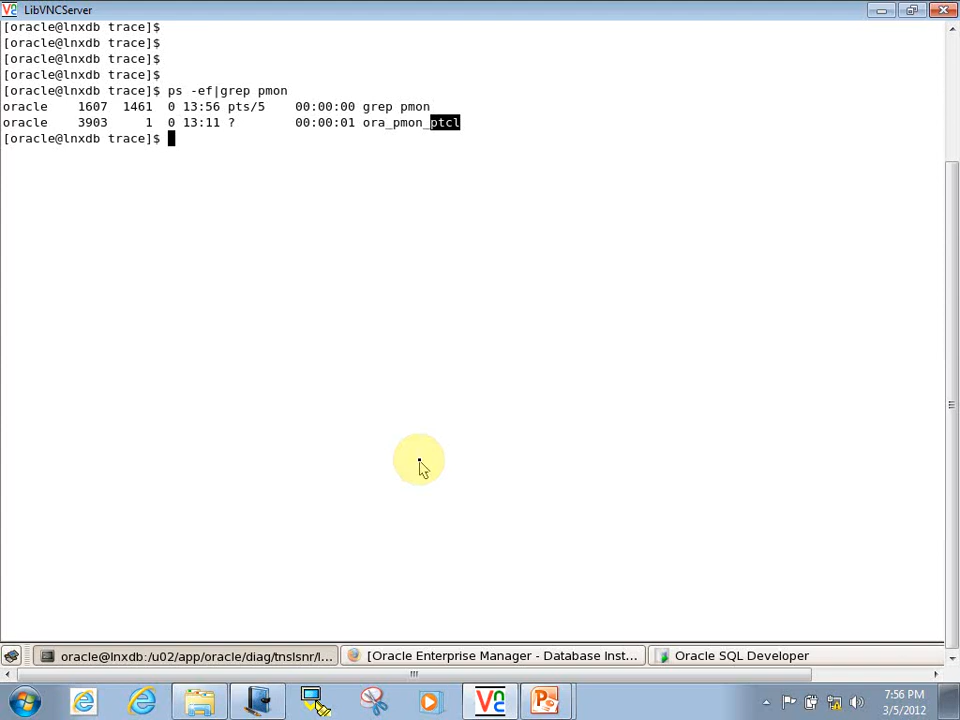 LibVNCServer
[oracle@lnxdb trace]$
[oracle@lnxdb trace]$
[oracle@lnxdb trace]$
[oracle@lnxdb trace]$
[oracle@lnxdb trace]$ ps -ef|grep pmon
oracle 1607 1461 0 13:56 pts/5 00:00:00 grep pmon
oracle 3903 1 0 13:11 ? 00:00:01 ora_pmon_ptcl
[oracle@lnxdb trace]$
oracle@lnxdb:/u02/app/oracle/diag/tnslsnr/l...
[Oracle Enterprise Manager - Database Inst...
Oracle SQL Developer
7:56 PM
3/5/2012